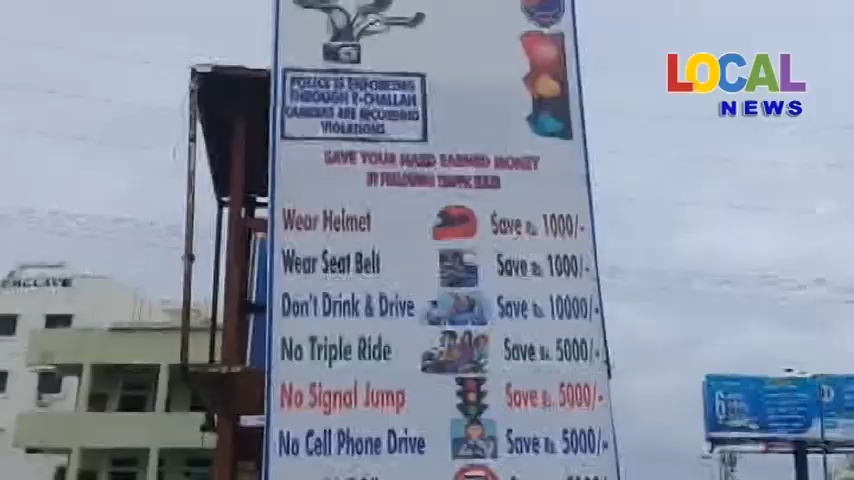 LOCAL
NEWS
POLICE IS ENFORCING
THROUGH E-CHALLAN
CAMERAS ARE RECORDING
VIOLATIONS
SAVE YOUR HARD EARNED MONEY
BY FOLLOWING TRAFFIC RULES
Wear Helmet Save Rs. 1000/-
Wear Seat Belt Save Rs. 1000/-
Don't Drink & Drive Save Rs. 10000/-
No Triple Ride Save Rs. 5000/-
No Signal Jump Save Rs. 5000/-
No Cell Phone Drive Save Rs. 5000/-
ENCLAVE